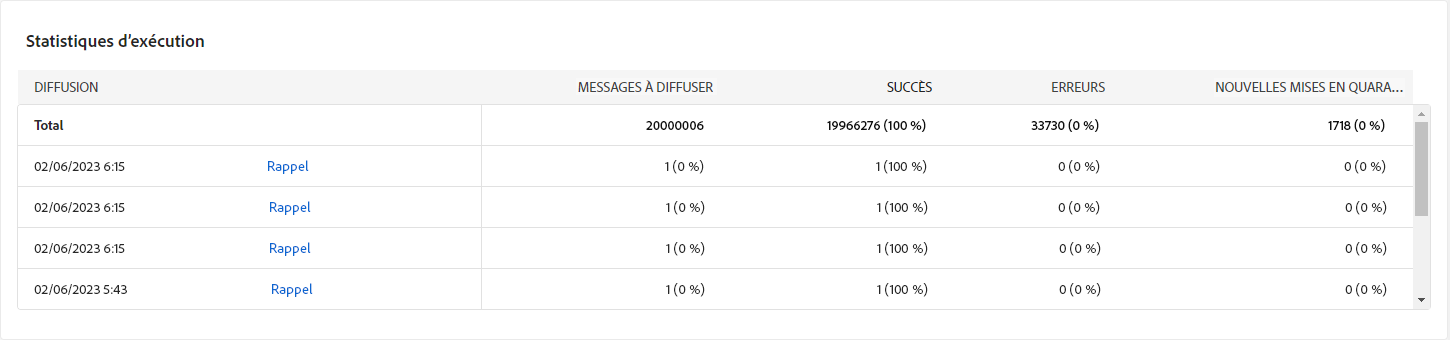 Statistiques d’exécution
DIFFUSION MESSAGES À DIFFUSER SUCCÈS ERREURS NOUVELLES MISES EN QUARA...
Total 20000006 19966276 (100 %) 33730 (0 %) 1718 (0 %)
02/06/2023 6:15 Rappel 1 (0 %) 1 (100 %) 0 (0 %) 0 (0 %)
02/06/2023 6:15 Rappel 1 (0 %) 1 (100 %) 0 (0 %) 0 (0 %)
02/06/2023 6:15 Rappel 1 (0 %) 1 (100 %) 0 (0 %) 0 (0 %)
02/06/2023 5:43 Rappel 1 (0 %) 1 (100 %) 0 (0 %) 0 (0 %)